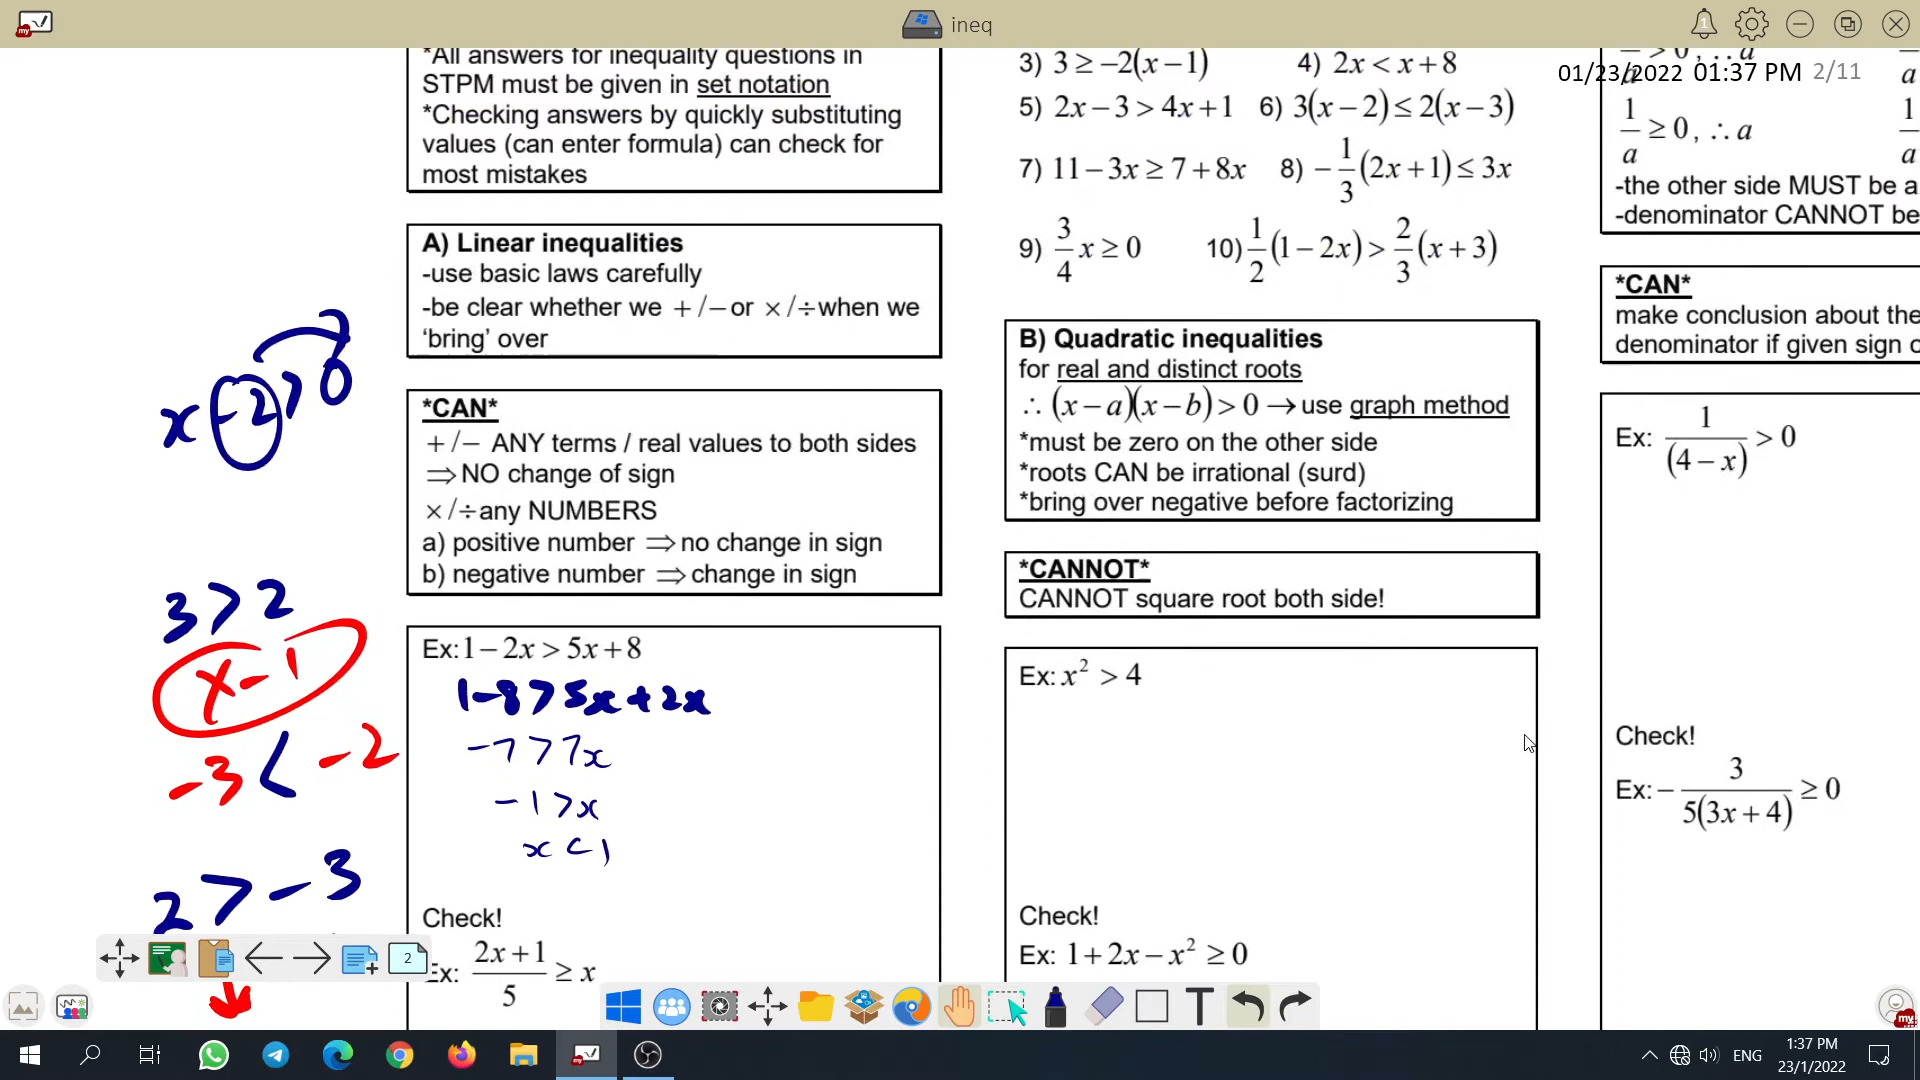 ineq
1
01/23/2022 01:37 PM 2/11
*All answers for inequality questions in
STPM must be given in set notation
*Checking answers by quickly substituting
values (can enter formula) can check for
most mistakes
A) Linear inequalities
-use basic laws carefully
-be clear whether we +/− or ×/÷ when we
‘bring’ over
*CAN*
+/− ANY terms / real values to both sides
⇒ NO change of sign
×/÷ any NUMBERS
a) positive number ⇒ no change in sign
b) negative number ⇒ change in sign
Ex: 1−2x > 5x+8
1−8 > 5x+2x
−7 > 7x
−1 > x
x < 1
Check!
Ex: (2x+1)/5 ≥ x
x −2 > 0
3 > 2
x −1
−3 < −2
2 > −3
3) 3 ≥ −2(x−1) 4) 2x < x+8
5) 2x−3 > 4x+1 6) 3(x−2) ≤ 2(x−3)
7) 11−3x ≥ 7+8x 8) −1/3(2x+1) ≤ 3x
9) 3/4 x ≥ 0 10) 1/2(1−2x) > 2/3(x+3)
B) Quadratic inequalities
for real and distinct roots
∴ (x−a)(x−b) > 0 → use graph method
*must be zero on the other side
*roots CAN be irrational (surd)
*bring over negative before factorizing
*CANNOT*
CANNOT square root both side!
Ex: x² > 4
Check!
Ex: 1+2x−x² ≥ 0
1/a ≥ 0, ∴ a
-the other side MUST be a
-denominator CANNOT be
*CAN*
make conclusion about the
denominator if given sign
Ex: 1/(4−x) > 0
Check!
Ex: −3/(5(3x+4)) ≥ 0
2
T
ENG
1:37 PM
23/1/2022